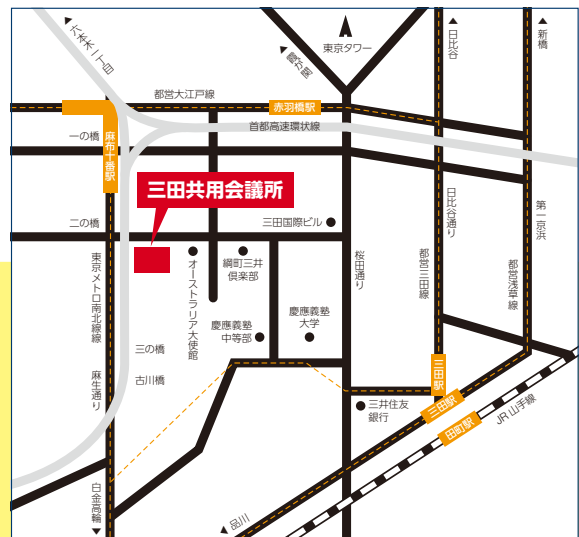 六本木一丁目
霞が関
東京タワー
日比谷
新橋
都営大江戸線
赤羽橋駅
首都高速環状線
一の橋
麻布十番駅
三田共用会議所
二の橋
三田国際ビル
日比谷通り
第一京浜
東京メトロ南北線線
オーストラリア大使館
綱町三井
倶楽部
桜田通り
都営三田線
都営浅草線
慶應義塾
中等部
慶應義塾
大学
三の橋
古川橋
麻生通り
三田駅
三井住友
銀行
三田駅
田町駅
JR山手線
白金高輪
品川